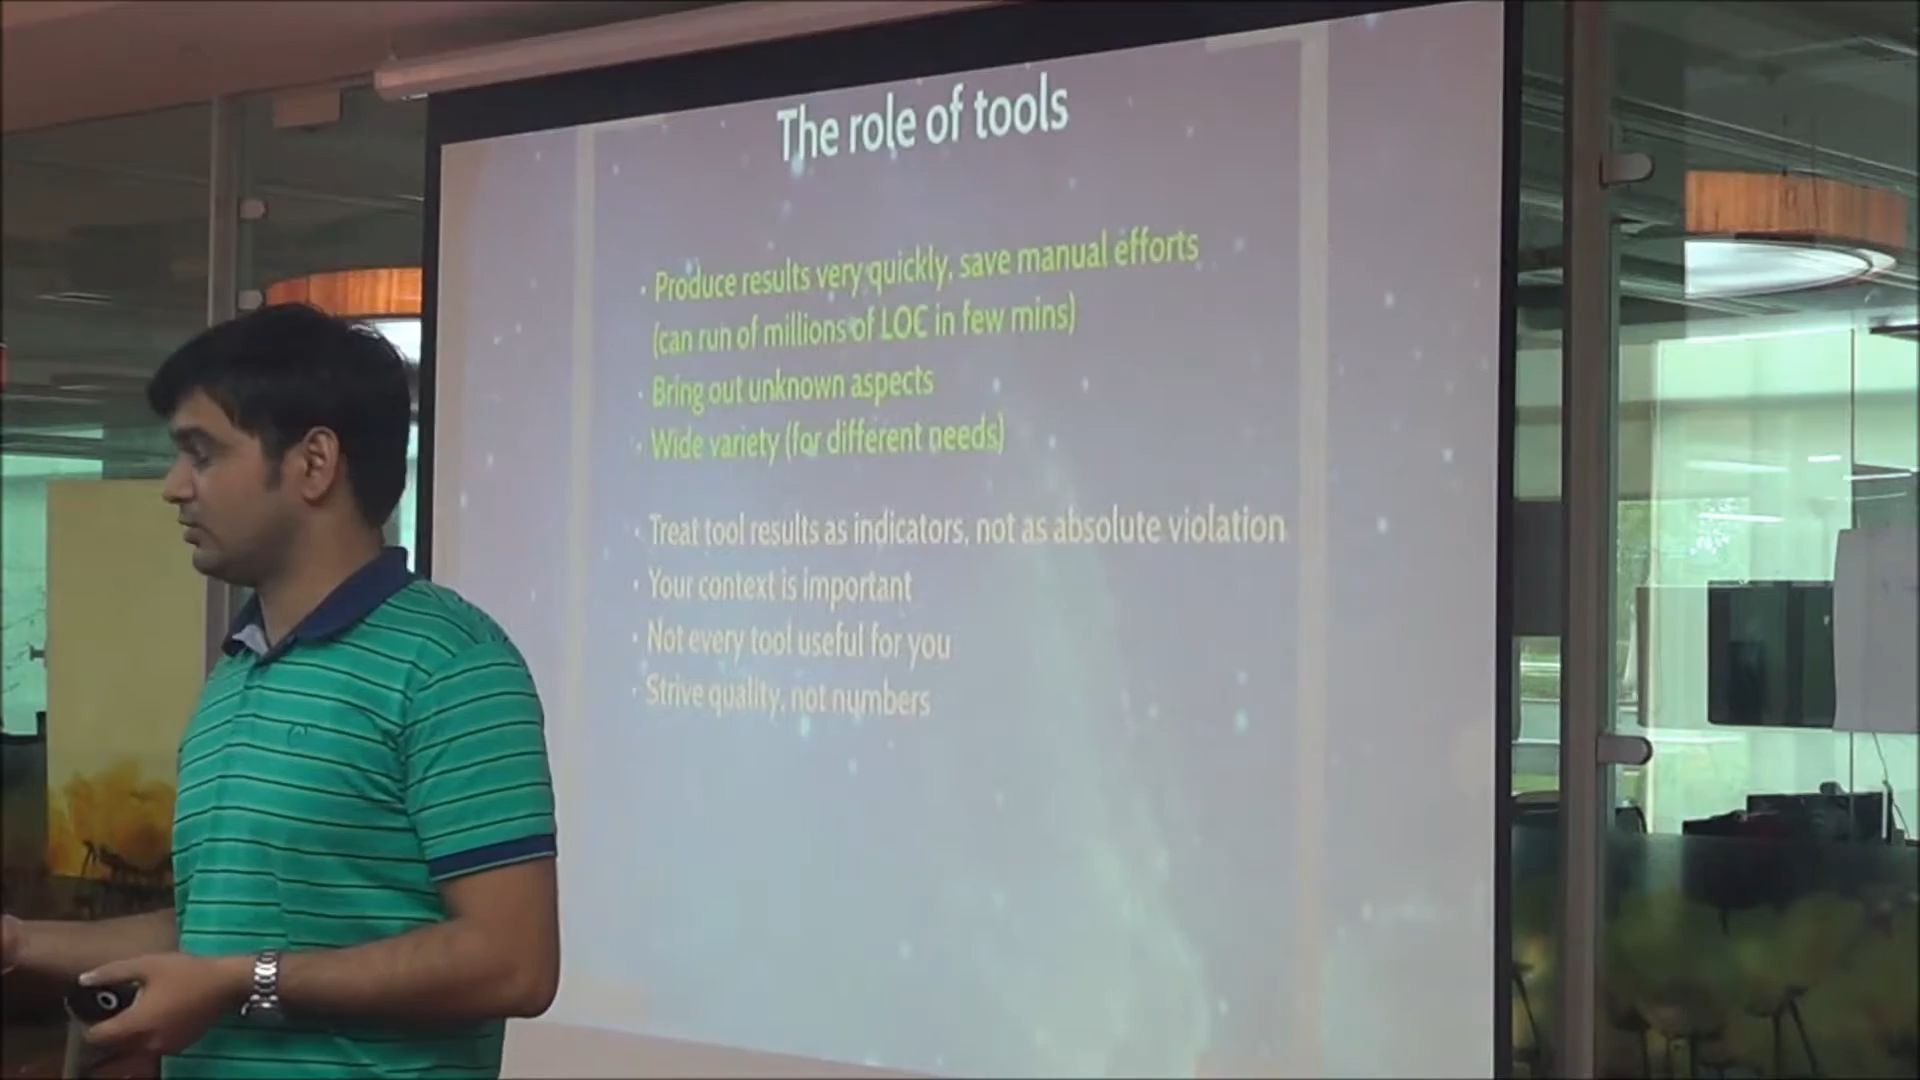 The role of tools
· Produce results very quickly, save manual efforts
(can run of millions of LOC in few mins)
· Bring out unknown aspects
· Wide variety (for different needs)
· Treat tool results as indicators, not as absolute violation
· Your context is important
· Not every tool useful for you
· Strive quality, not numbers